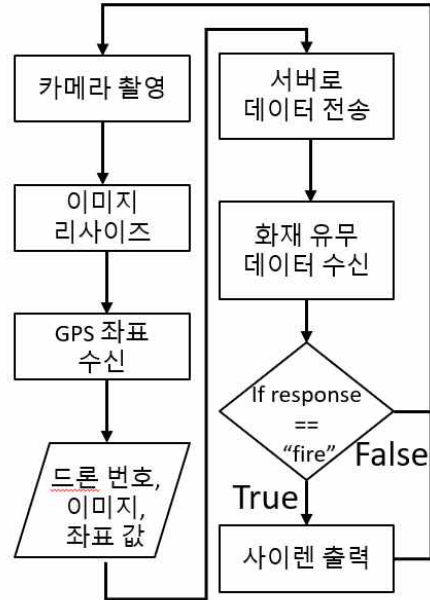 카메라 촬영
이미지
리사이즈
GPS 좌표
수신
드론 번호,
이미지,
좌표 값
서버로
데이터 전송
화재 유무
데이터 수신
If response
==
“fire”
False
True
사이렌 출력